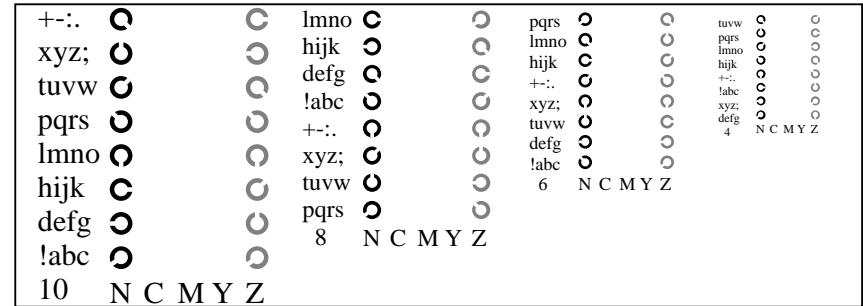 +-:.
xyz;
tuvw
pqrs
lmno
hijk
defg
!abc
10 N C M Y Z
lmno
hijk
defg
!abc
+-:.
xyz;
tuvw
pqrs
8 N C M Y Z
pqrs
lmno
hijk
+-:.
xyz;
tuvw
defg
!abc
6 N C M Y Z
tuvw
pqrs
lmno
hijk
+-:.
!abc
xyz;
defg
4 N C M Y Z